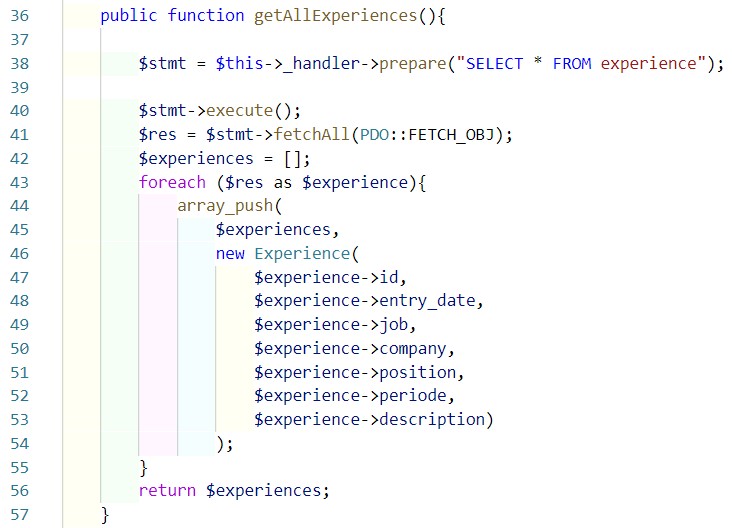 36 public function getAllExperiences(){
37
38 $stmt = $this->_handler->prepare("SELECT * FROM experience");
39
40 $stmt->execute();
41 $res = $stmt->fetchAll(PDO::FETCH_OBJ);
42 $experiences = [];
43 foreach ($res as $experience){
44 array_push(
45 $experiences,
46 new Experience(
47 $experience->id,
48 $experience->entry_date,
49 $experience->job,
50 $experience->company,
51 $experience->position,
52 $experience->periode,
53 $experience->description)
54 );
55 }
56 return $experiences;
57 }